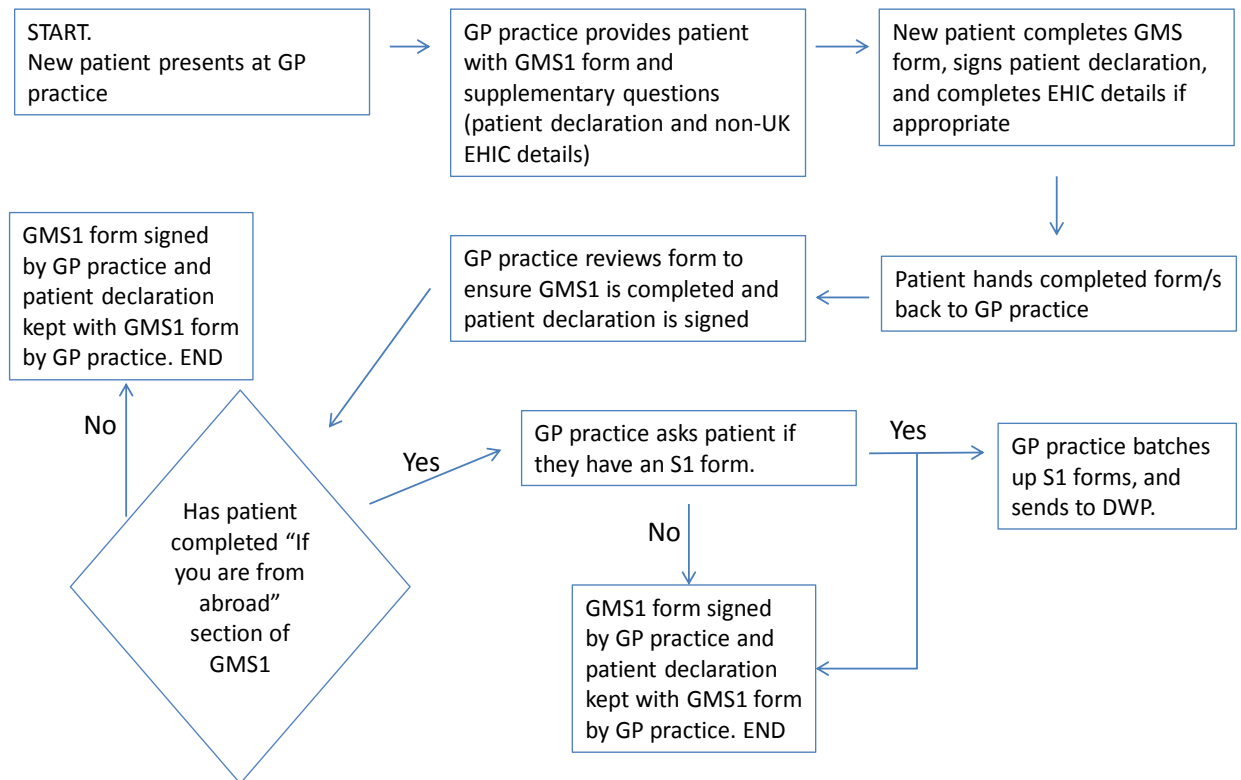 START.
New patient presents at GP
practice
GP practice provides patient
with GMS1 form and
supplementary questions
(patient declaration and non-UK
EHIC details)
New patient completes GMS
form, signs patient declaration,
and completes EHIC details if
appropriate
Patient hands completed form/s
back to GP practice
GP practice reviews form to
ensure GMS1 is completed and
patient declaration is signed
Has patient
completed “If
you are from
abroad”
section of
GMS1
No
GMS1 form signed
by GP practice and
patient declaration
kept with GMS1 form
by GP practice. END
Yes
GP practice asks patient if
they have an S1 form.
Yes
GP practice batches
up S1 forms, and
sends to DWP.
No
GMS1 form signed
by GP practice and
patient declaration
kept with GMS1 form
by GP practice. END